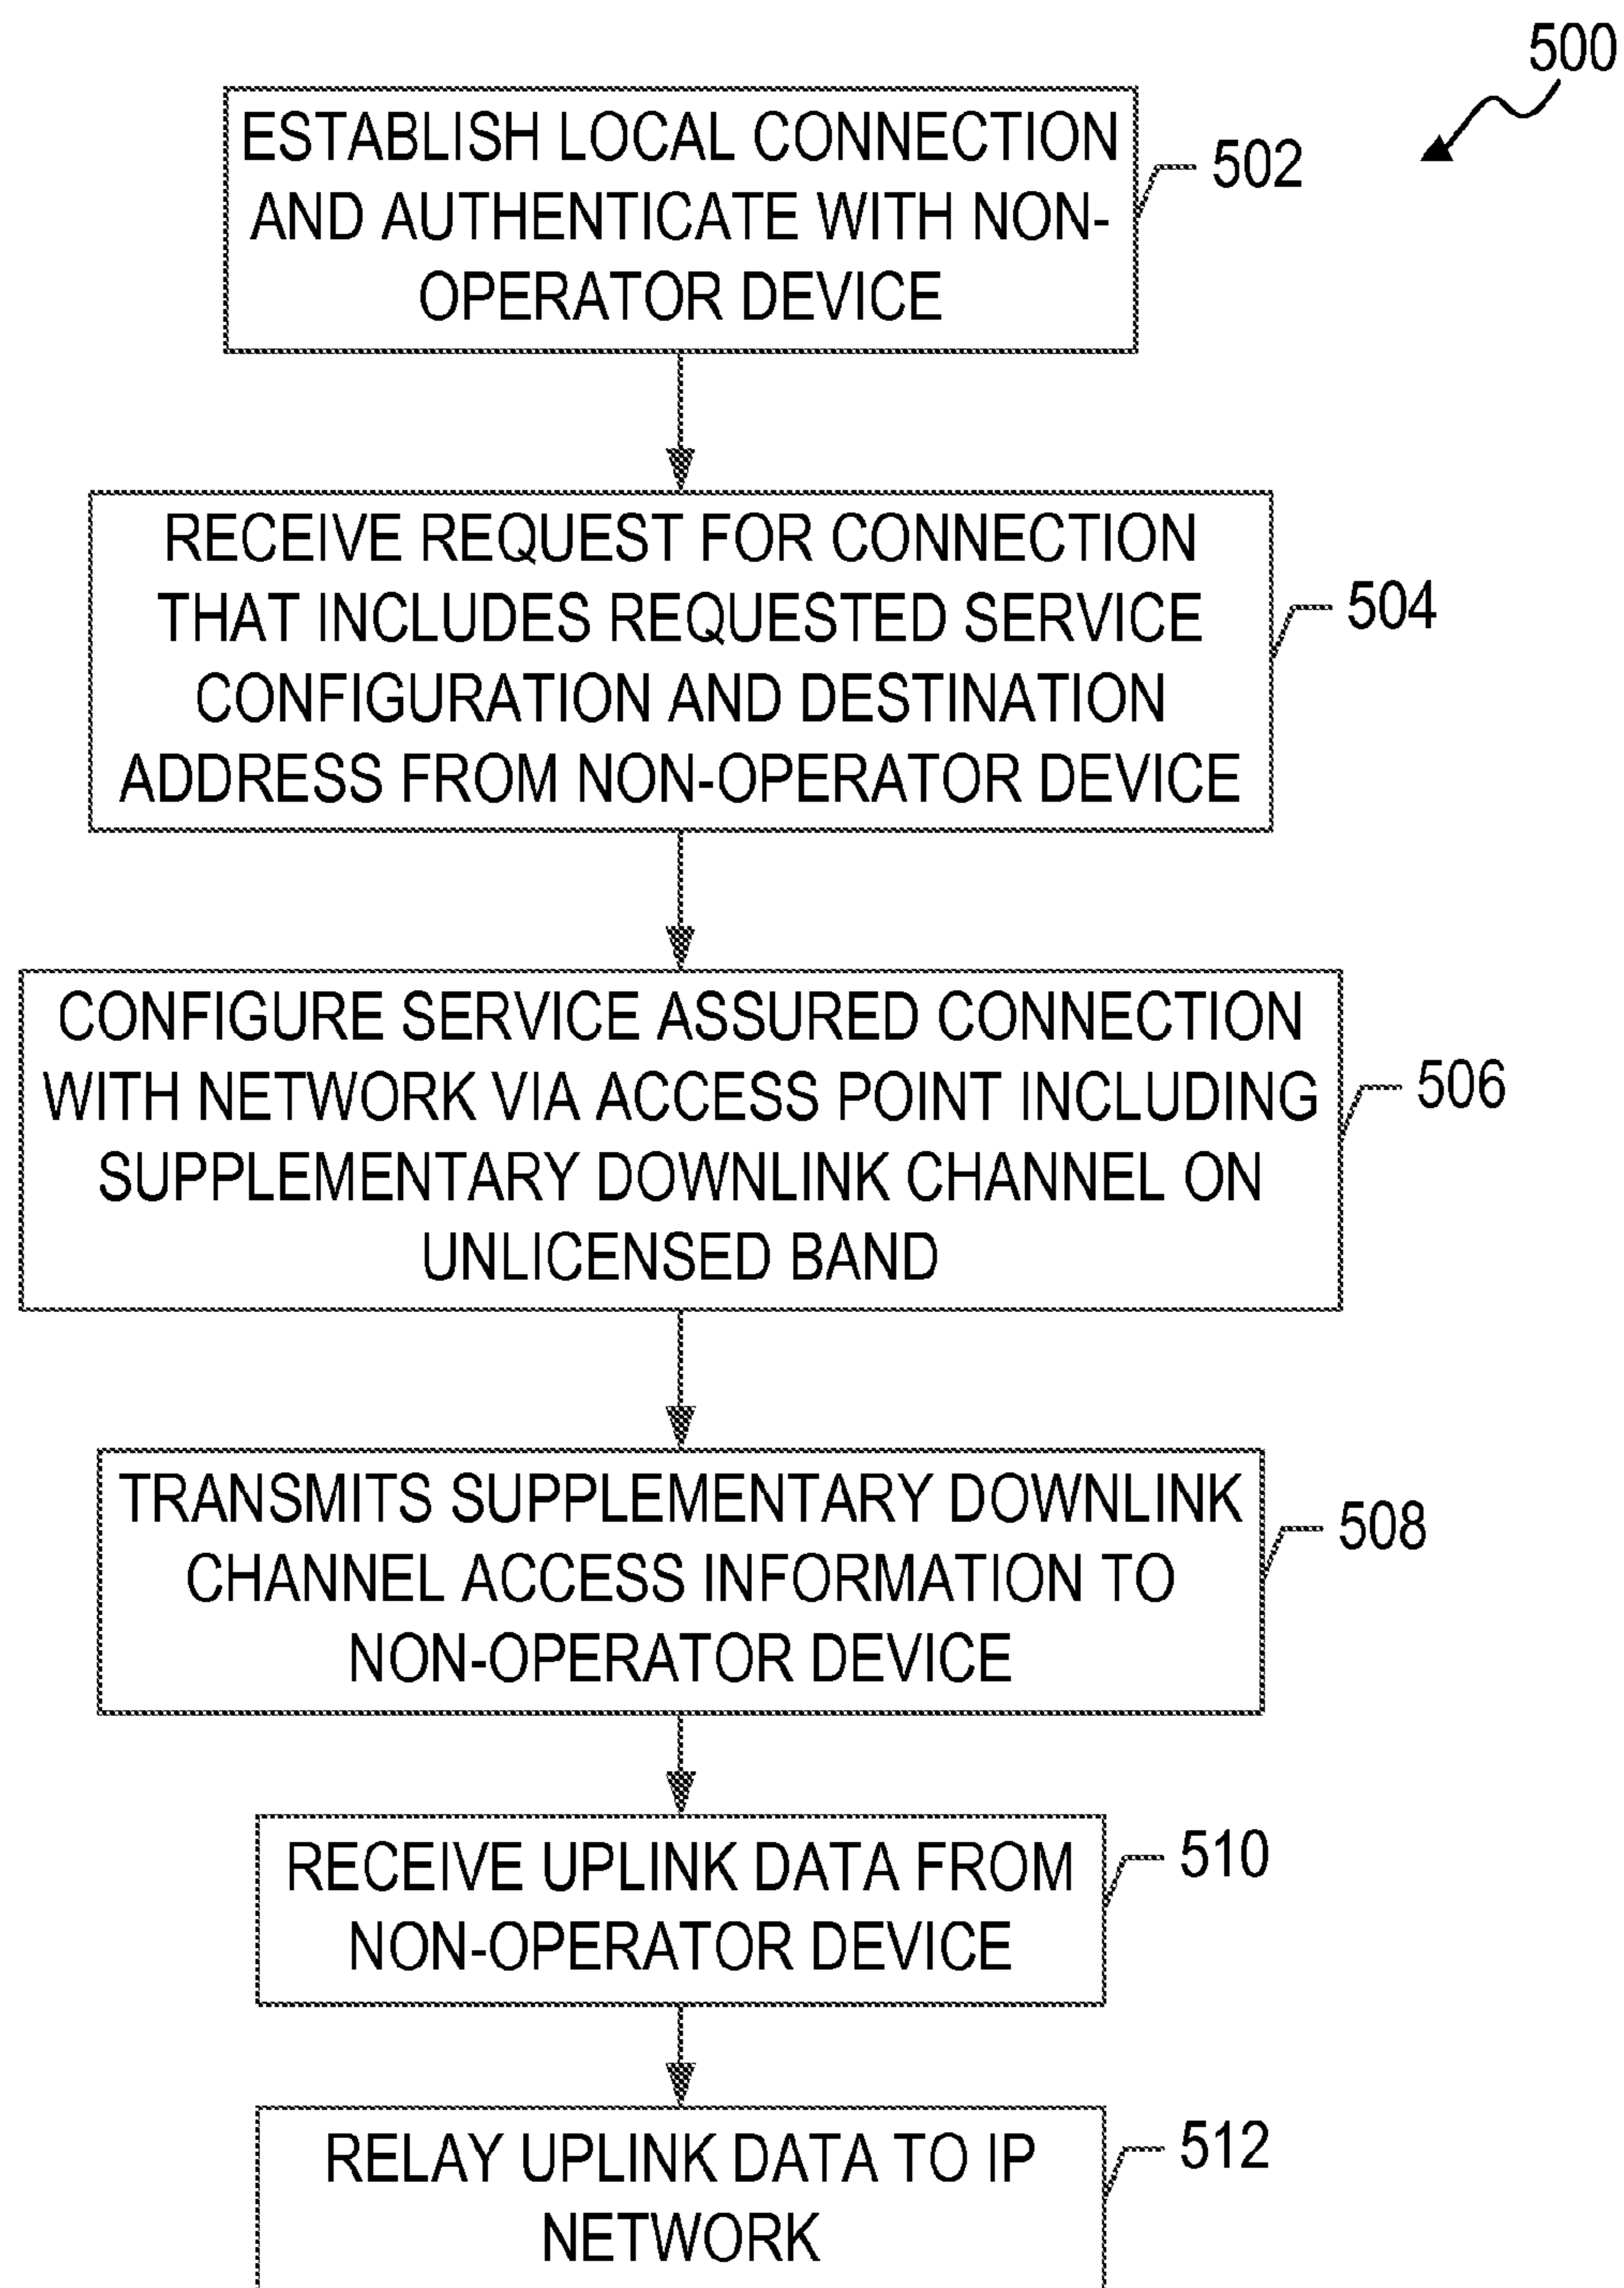 500
ESTABLISH LOCAL CONNECTION
AND AUTHENTICATE WITH NON-
OPERATOR DEVICE
502
RECEIVE REQUEST FOR CONNECTION
THAT INCLUDES REQUESTED SERVICE
CONFIGURATION AND DESTINATION
ADDRESS FROM NON-OPERATOR DEVICE
504
CONFIGURE SERVICE ASSURED CONNECTION
WITH NETWORK VIA ACCESS POINT INCLUDING
SUPPLEMENTARY DOWNLINK CHANNEL ON
UNLICENSED BAND
506
TRANSMITS SUPPLEMENTARY DOWNLINK
CHANNEL ACCESS INFORMATION TO
NON-OPERATOR DEVICE
508
RECEIVE UPLINK DATA FROM
NON-OPERATOR DEVICE
510
RELAY UPLINK DATA TO IP
NETWORK
512